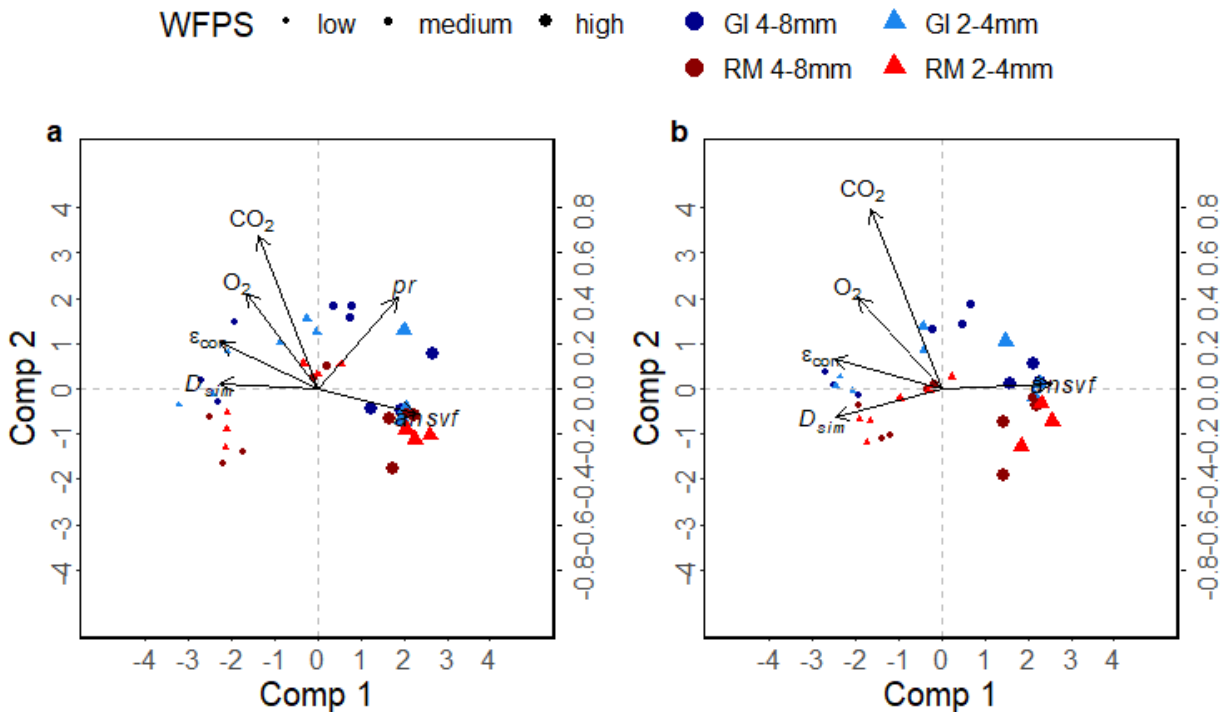 WFPS low medium high GI 4-8mm GI 2-4mm
RM 4-8mm RM 2-4mm
a b
CO2 CO2
O2 pr O2
εcon εcon
Dsim ansvf Dsim ansvf
Comp 2 4 3 2 1 0 -1 -2 -3 -4
0.8 0.6 0.4 0.2 0.0 -0.2 -0.4 -0.6 -0.8
Comp 2 4 3 2 1 0 -1 -2 -3 -4
0.8 0.6 0.4 0.2 0.0 -0.2 -0.4 -0.6 -0.8
-4 -3 -2 -1 0 1 2 3 4 -4 -3 -2 -1 0 1 2 3 4
Comp 1 Comp 1